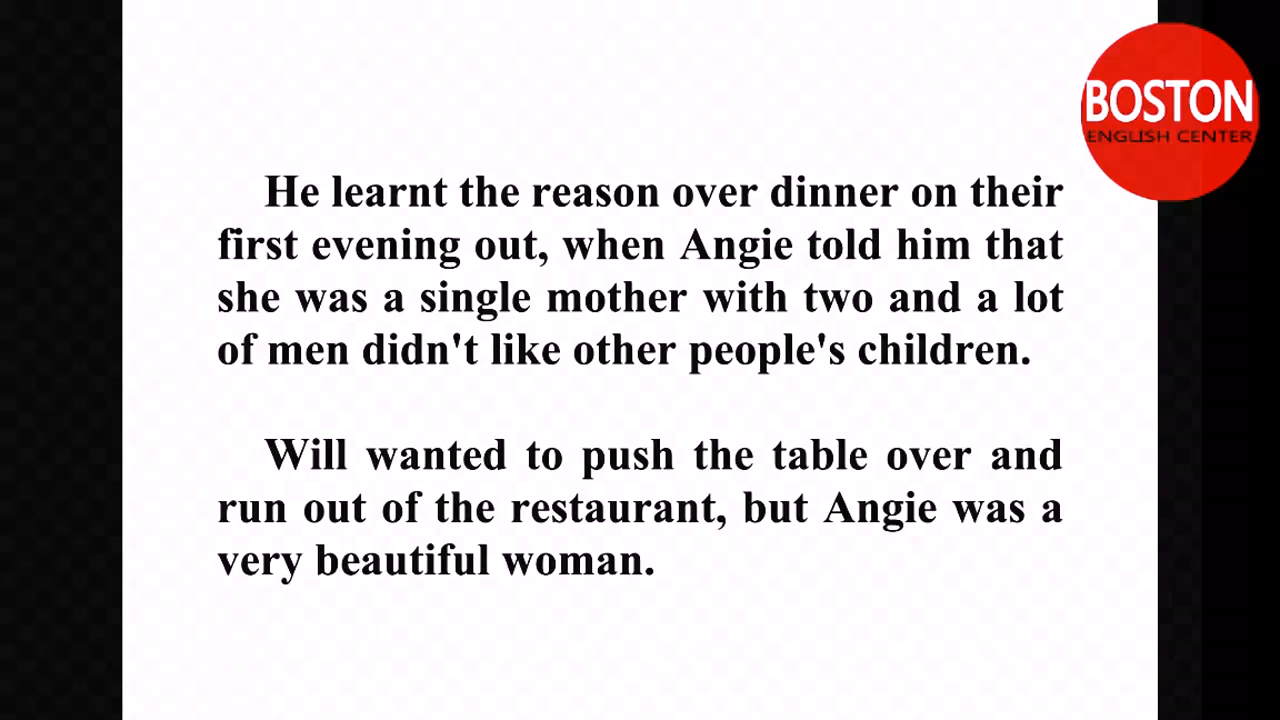 BOSTON
ENGLISH CENTER
He learnt the reason over dinner on their
first evening out, when Angie told him that
she was a single mother with two and a lot
of men didn't like other people's children.
Will wanted to push the table over and
run out of the restaurant, but Angie was a
very beautiful woman.